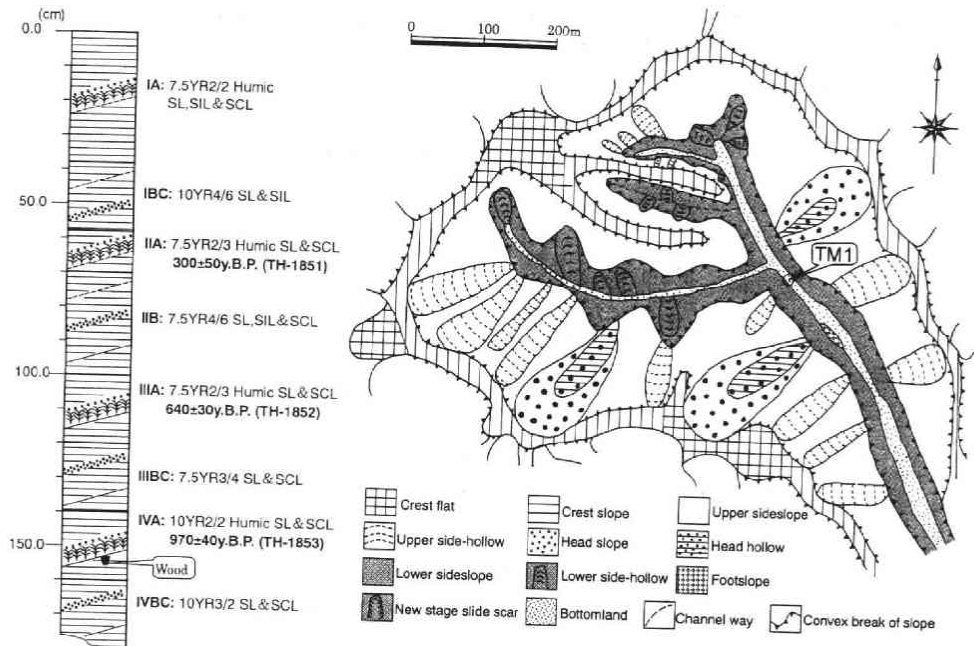 (cm)
0.0
IA: 7.5YR2/2 Humic
SL,SIL & SCL
IBC: 10YR4/6 SL & SIL
50.0
IIA: 7.5YR2/3 Humic SL & SCL
300±50y.B.P. (TH-1851)
IIB: 7.5YR4/6 SL,SIL & SCL
100.0
IIIA: 7.5YR2/3 Humic SL & SCL
640±30y.B.P. (TH-1852)
IIIBC: 7.5YR3/4 SL & SCL
IVA: 10YR2/2 Humic SL & SCL
970±40y.B.P. (TH-1853)
150.0
Wood
IVBC: 10YR3/2 SL & SCL
0 100 200m
TM1
Crest flat
Crest slope
Upper sideslope
Upper side-hollow
Head slope
Head hollow
Lower sideslope
Lower side-hollow
Footslope
New stage slide scar
Bottomland
Channel way
Convex break of slope